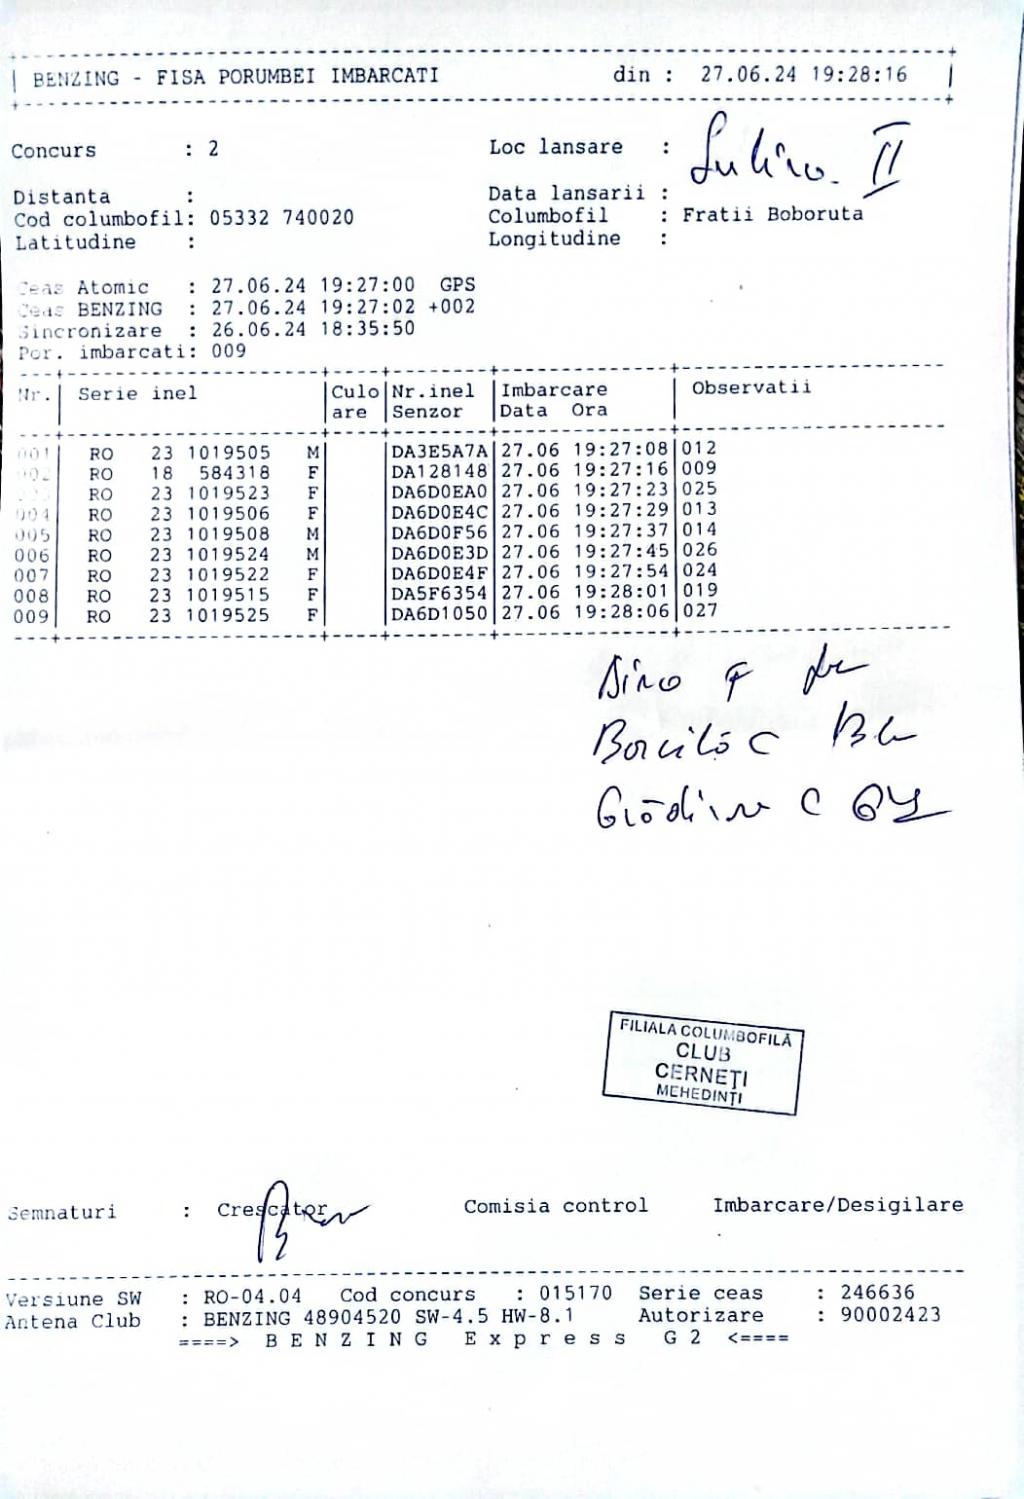 BENZING - FISA PORUMBEI IMBARCATI din : 27.06.24 19:28:16
Concurs : 2 Loc lansare : II
Distanta : Data lansarii :
Cod columbofil: 05332 740020 Columbofil : Fratii Boboruta
Latitudine : Longitudine :
Ceas Atomic : 27.06.24 19:27:00 GPS
Ceas BENZING : 27.06.24 19:27:02 +002
Sincronizare : 26.06.24 18:35:50
Por. imbarcati: 009
Nr. Serie inel Culo Nr.inel Imbarcare Observatii
are Senzor Data Ora
001 RO 23 1019505 M DA3E5A7A 27.06 19:27:08 012
002 RO 18 584318 F DA128148 27.06 19:27:16 009
003 RO 23 1019523 F DA6D0EA0 27.06 19:27:23 025
004 RO 23 1019506 F DA6D0E4C 27.06 19:27:29 013
005 RO 23 1019508 M DA6D0F56 27.06 19:27:37 014
006 RO 23 1019524 M DA6D0E3D 27.06 19:27:45 026
007 RO 23 1019522 F DA6D0E4F 27.06 19:27:54 024
008 RO 23 1019515 F DA5F6354 27.06 19:28:01 019
009 RO 23 1019525 F DA6D1050 27.06 19:28:06 027
FILIALA COLUMBOFILĂ
CLUB
CERNEȚI
MEHEDINȚI
Semnaturi : Crescator Comisia control Imbarcare/Desigilare
Versiune SW : RO-04.04 Cod concurs : 015170 Serie ceas : 246636
Antena Club : BENZING 48904520 SW-4.5 HW-8.1 Autorizare : 90002423
====> B E N Z I N G E x p r e s s G 2 <====